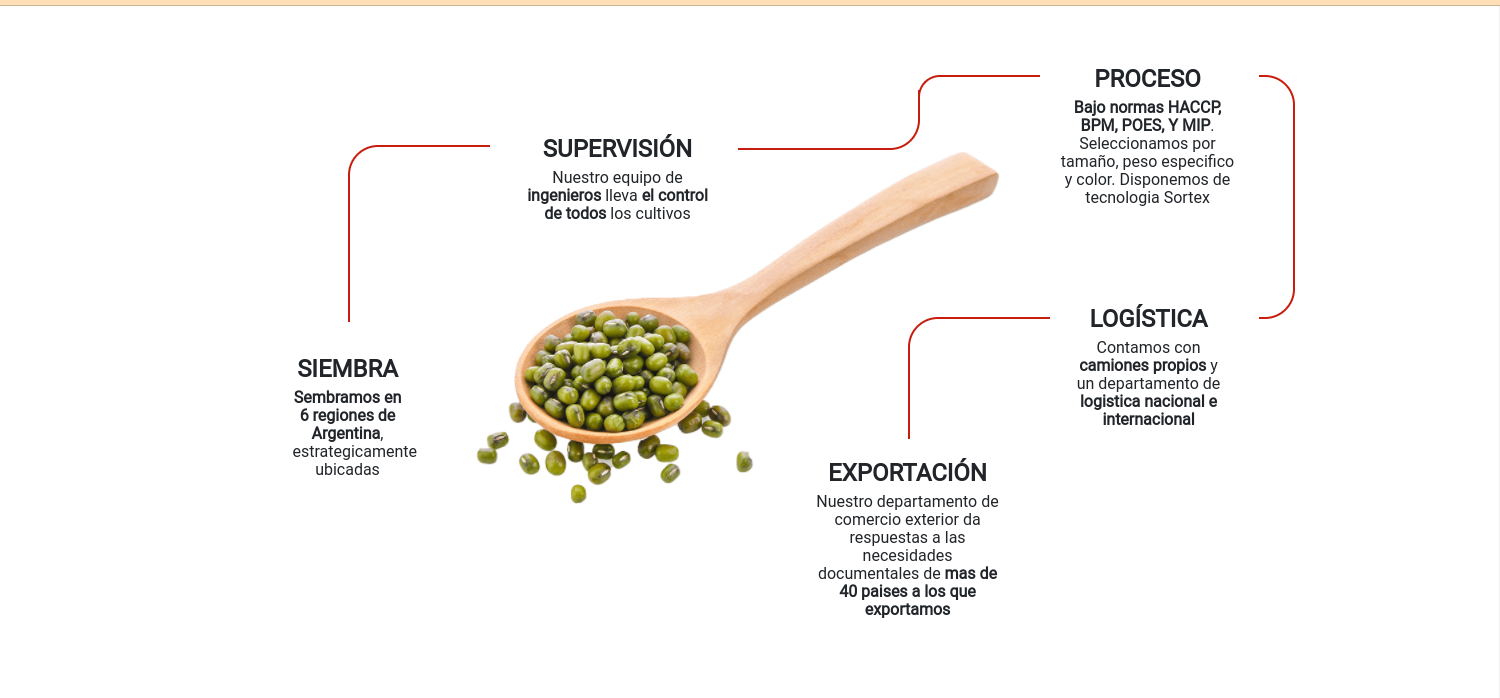 SIEMBRA
Sembramos en
6 regiones de
Argentina,
estrategicamente
ubicadas
SUPERVISIÓN
Nuestro equipo de
ingenieros lleva el control
de todos los cultivos
PROCESO
Bajo normas HACCP,
BPM, POES, Y MIP.
Seleccionamos por
tamaño, peso especifico
y color. Disponemos de
tecnologia Sortex
LOGÍSTICA
Contamos con
camiones propios y
un departamento de
logistica nacional e
internacional
EXPORTACIÓN
Nuestro departamento de
comercio exterior da
respuestas a las
necesidades
documentales de mas de
40 paises a los que
exportamos